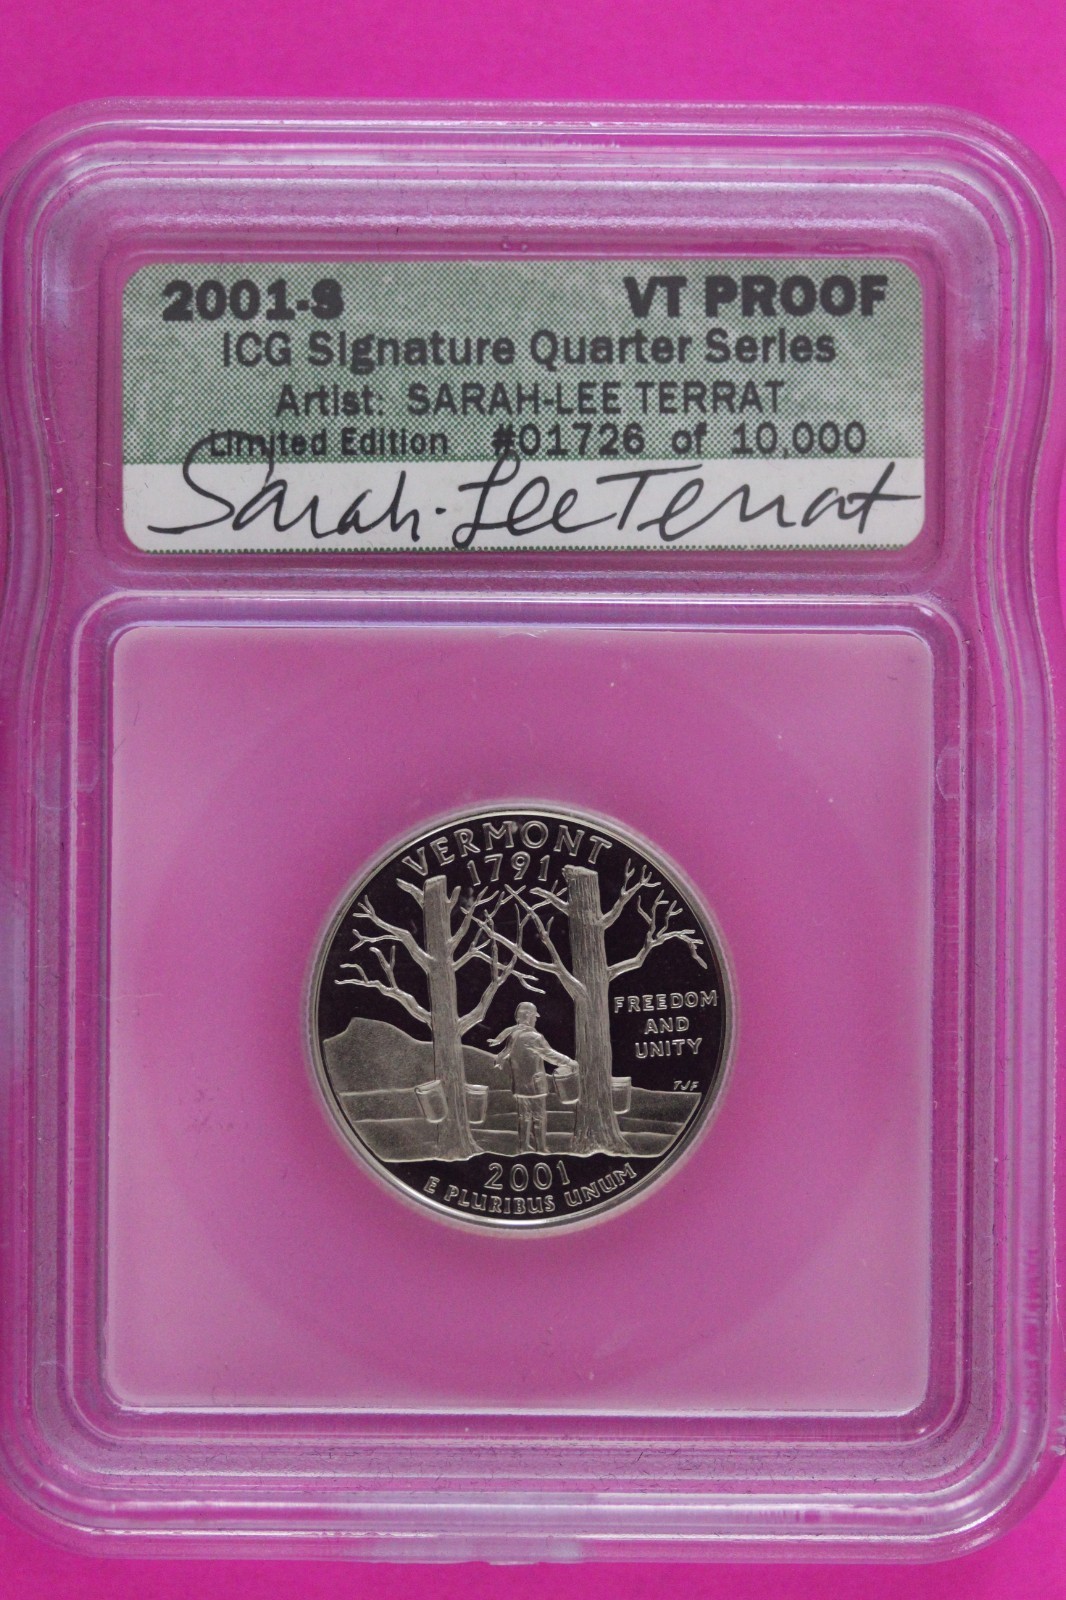 2001-S VT PROOF
ICG Signature Quarter Series
Artist: SARAH-LEE TERRAT
Limited Edition #01726 of 10,000
Sarah-Lee Terrat
VERMONT
1791
FREEDOM
AND
UNITY
TJF
2001
E PLURIBUS UNUM